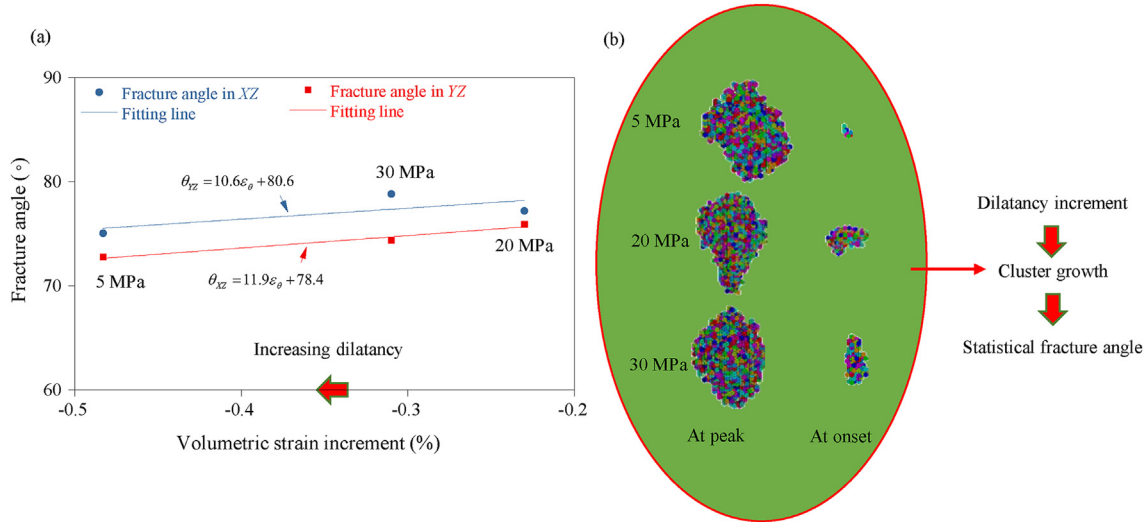 (a)
90
80
70
60
-0.5
-0.4
-0.3
-0.2
Fracture angle (°)
Volumetric strain increment (%)
Fracture angle in XZ
Fitting line
Fracture angle in YZ
Fitting line
θYZ=10.6εθ+80.6
θXZ=11.9εθ+78.4
5 MPa
30 MPa
20 MPa
Increasing dilatancy
(b)
5 MPa
20 MPa
30 MPa
At peak
At onset
Dilatancy increment
Cluster growth
Statistical fracture angle